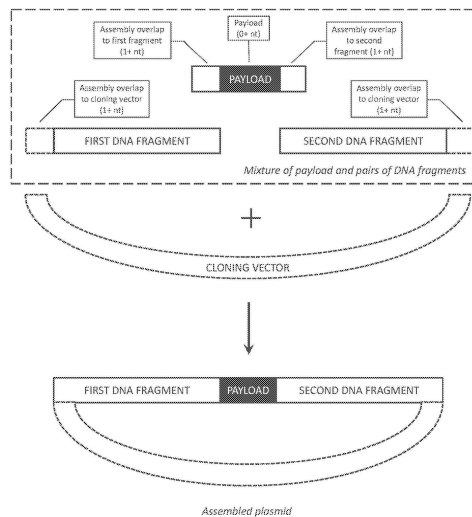 Assembly overlap
to first fragment
(1+ nt)
Payload
(0+ nt)
Assembly overlap
to second
fragment (1+ nt)
PAYLOAD
Assembly overlap
to cloning vector
(1+ nt)
Assembly overlap
to cloning vector
(1+ nt)
FIRST DNA FRAGMENT
SECOND DNA FRAGMENT
Mixture of payload and pairs of DNA fragments
+
CLONING VECTOR
FIRST DNA FRAGMENT
PAYLOAD
SECOND DNA FRAGMENT
Assembled plasmid